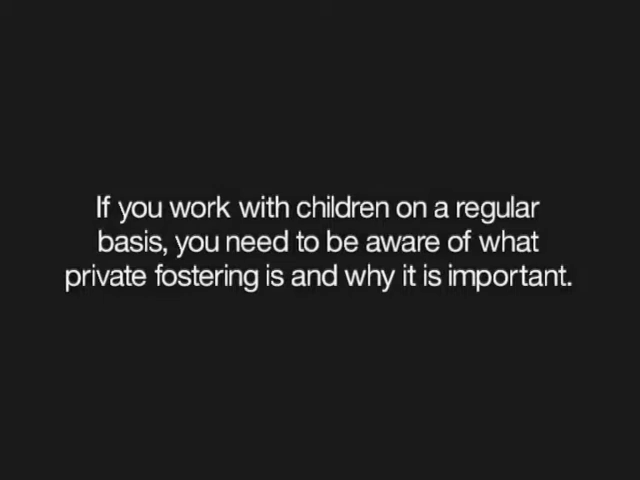 If you work with children on a regular
basis, you need to be aware of what
private fostering is and why it is important.